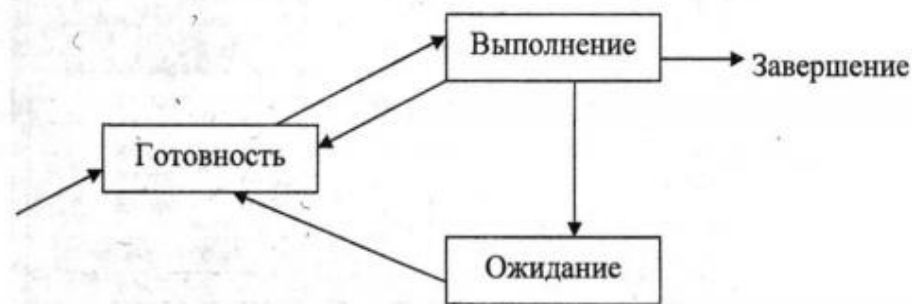 Выполнение
Завершение
Готовность
Ожидание